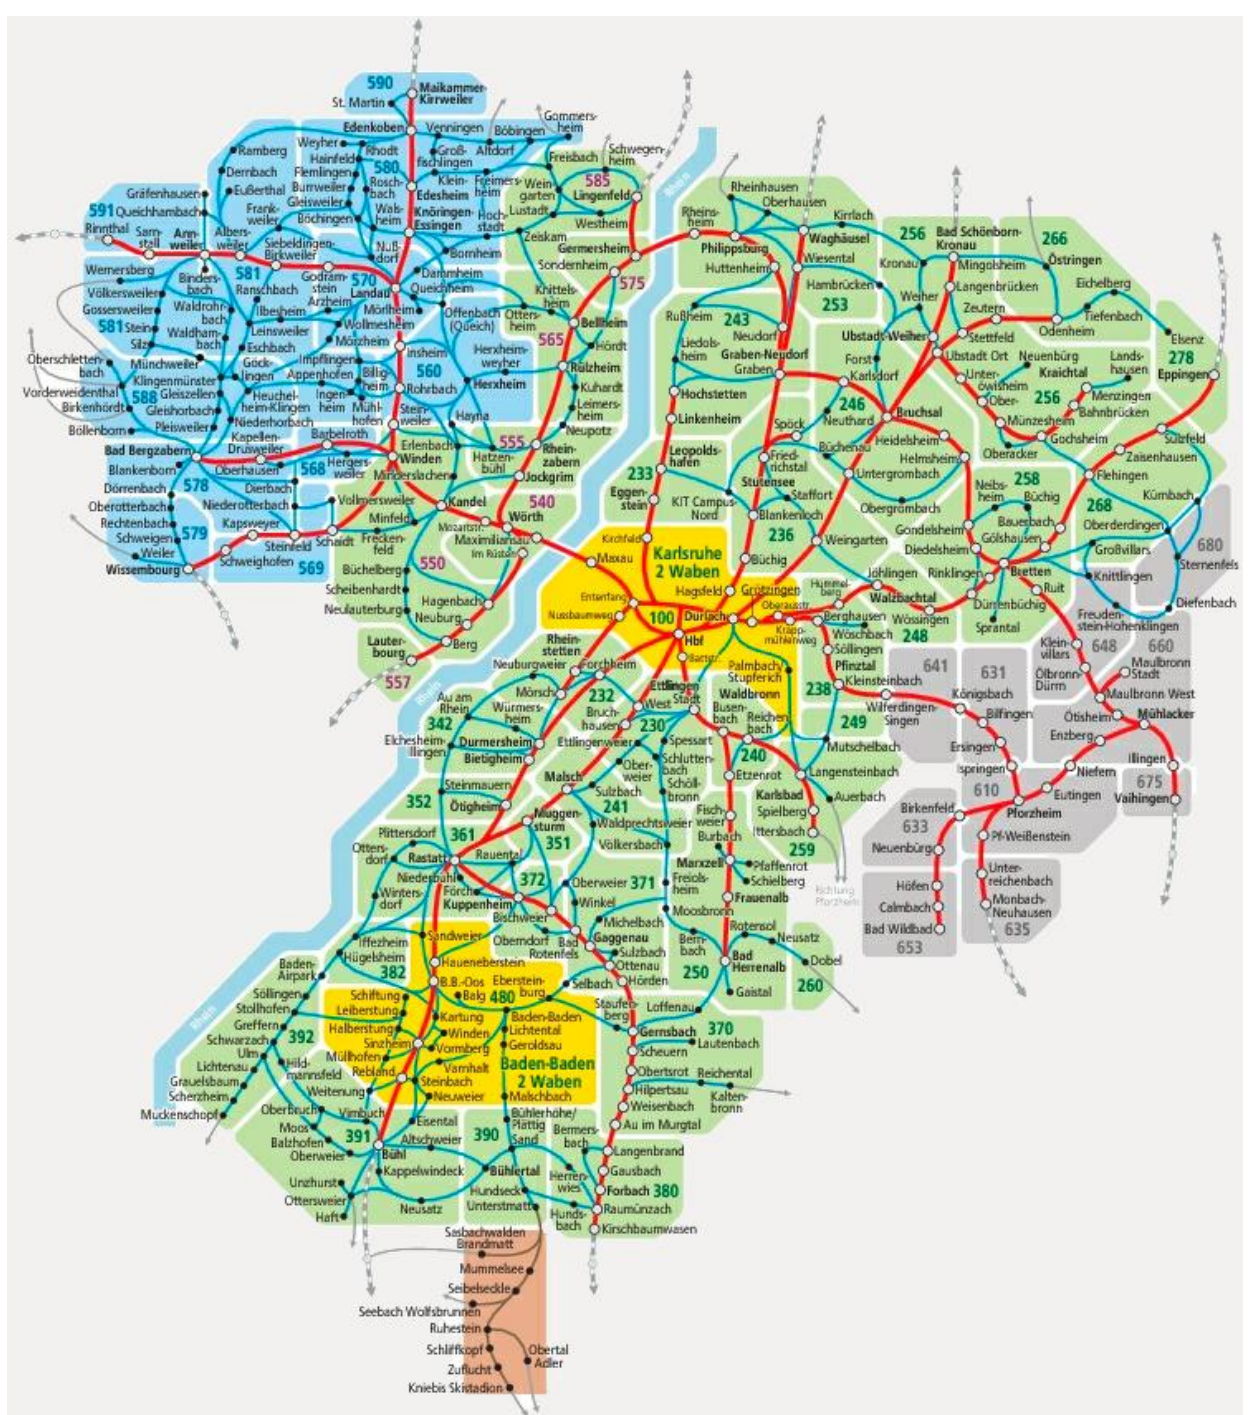 590
Maikammer-
Kirrweiler
St. Martin
Edenkoben
Venningen
Böbingen
Gommers-
heim
Weyher
Rhodt
Groß-
fischlingen
Altdorf
Freisbach
Schwegen-
heim
Ramberg
Hainfeld
Flemlingen
580
Dernbach
Burrweiler
Rosch-
bach
Klein-
Edesheim
Freimers-
heim
Wein-
garten
585
Lingenfeld
Rhein
Gräfenhausen
Eußerthal
Gleisweiler
591
Queichhambach
Frank-
weiler
Böchingen
Wals-
heim
Knöringen-
Essingen
Hoch-
stadt
Lustadt
Westheim
Rinnthal
Sarn-
stall
Ann-
weiler
Albers-
weiler
Siebeldingen-
Birkweiler
Nuß-
dorf
Bornheim
Zeiskam
Germersheim
Sondernheim
575
Wernersberg
Binders-
bach
581
Ranschbach
Godram-
stein
570
Landau
Dammheim
Queichheim
Knittels-
heim
Völkersweiler
Gossersweiler
Waldrohr-
bach
Ilbesheim
Arzheim
Mörlheim
Offenbach
(Queich)
Otters-
heim
Bellheim
581
Stein
Silz
Waldham-
bach
Leinsweiler
Wollmesheim
Mörzheim
565
Hördt
Eschbach
Insheim
Herxheim-
weyher
Rülzheim
Oberschletten-
bach
Münchweiler
Göck-
lingen
Impflingen
Appenhofen
Billig-
heim
560
Rohrbach
Herxheim
Kuhardt
Vorderweidenthal
588
Klingenmünster
Gleiszellen
Heuchel-
heim-Klingen
Ingen-
heim
Mühl-
hofen
Leimers-
heim
Birkenhördt
Gleishorbach
Niederhorbach
Stein-
weiler
Hayna
Neupotz
Böllenborn
Pleisweiler
Kapellen-
Drusweiler
Barbelroth
Erlenbach
555
Bad Bergzabern
Winden
Hatzen-
bühl
Rhein-
zabern
Blankenborn
Oberhausen
568
Hergers-
weiler
Minderslachen
Jockgrim
578
Dierbach
Dörrenbach
Niederotterbach
Vollmersweiler
Kandel
540
Oberotterbach
Mozartstr.
Wörth
Rechtenbach
Kapsweyer
Minfeld
Maximiliansau
Schweigen
579
Steinfeld
Schaidt
Frecken-
feld
Im Rüsten
Weiler
Wissembourg
Schweighofen
569
550
Büchelberg
Scheibenhardt
Hagenbach
Neulauterburg
Neuburg
Lauter-
bourg
Berg
557
Rheinhausen
Oberhausen
Rheins-
heim
Kirrlach
Philippsburg
Waghäusel
256
Bad Schönborn-
Kronau
266
Huttenheim
Wiesental
Kronau
Mingolsheim
Östringen
Hambrücken
Langenbrücken
Eichelberg
Rußheim
243
253
Weiher
Zeutern
Tiefenbach
Neudorf
Ubstadt-Weiher
Odenheim
Elsenz
Liedols-
heim
Graben-Neudorf
Stettfeld
278
Graben
Forst
Ubstadt Ort
Neuenbürg
Lands-
hausen
Eppingen
Karlsdorf
Unter-
öwisheim
Kraichtal
Menzingen
Hochstetten
246
Ober-
256
Bahnbrücken
Linkenheim
Neuthard
Bruchsal
Münzesheim
Spöck
Heidelsheim
Gochsheim
Sulzfeld
Leopolds-
hafen
Büchenau
Oberacker
Zaisenhausen
233
Fried-
richstal
Helmsheim
Stutensee
Untergrombach
Flehingen
Eggen-
stein
Staffort
Neibs-
heim
258
Büchig
Kürnbach
KIT Campus-
Nord
Obergrombach
268
Blankenloch
Bauerbach
Gondelsheim
Oberderdingen
Kirchfeld
236
Gölshausen
680
Karlsruhe
2 Waben
Weingarten
Diedelsheim
Großvillars
Maxau
Büchig
Jöhlingen
Rinklingen
Bretten
Knittlingen
Sternenfels
Hagsfeld
Grötzingen
Hummel-
berg
Walzbachtal
Ruit
Entenfang
Oberausstr.
Dürrenbüchig
Freuden-
stein-Hohenklingen
Diefenbach
Nussbaumweg
100
Durlach
Berghausen
Wössingen
Sprantal
Krapp-
mühlenweg
Wöschbach
248
Klein-
villars
648
660
Hbf
Söllingen
Battstr.
Pfinztal
641
631
Ölbronn-
Dürrn
Maulbronn
Stadt
Rhein-
stetten
Palmbach/
Stupferich
Kleinsteinbach
Königsbach
Maulbronn West
Neuburgweier
Forchheim
Ettlingen
Stadt
Waldbronn
238
Wilferdingen-
Singen
Bilfingen
Ötisheim
Mühlacker
Mörsch
232
West
Busen-
bach
Reichen
bach
249
Rhein
Au am
Rhein
Würmers-
heim
Bruch-
hausen
230
Mutschelbach
Ersingen
Enzberg
342
Durmersheim
Ettlingenweier
Spessart
240
Ispringen
Niefern
Illingen
Elchesheim-
Illingen
Bietigheim
Ober-
weier
Schlutten-
bach
Etzenrot
Langensteinbach
610
Eutingen
675
Malsch
Sulzbach
Schöll-
bronn
Karlsbad
Auerbach
Birkenfeld
Pforzheim
Vaihingen
Steinmauern
241
Fisch-
weier
Spielberg
633
352
Ötigheim
Muggen-
sturm
Waldprechtsweier
Burbach
Ittersbach
Neuenbürg
Pf-Weißenstein
Plittersdorf
361
351
Völkersbach
259
Otters-
dorf
Rastatt
Rauental
Marxzell
Pfaffenrot
Unter-
reichenbach
Niederbühl
372
Oberweier
371
Freiols-
heim
Schielberg
Richtung
Pforzheim
Höfen
Winters-
dorf
Förch
Kuppenheim
Winkel
Frauenalb
Calmbach
Monbach-
Neuhausen
Bischweier
Michelbach
Moosbronn
Rotensol
Bad Wildbad
635
Iffezheim
Sandweier
Oberndorf
Bad
Rotenfels
Gaggenau
Bern-
bach
Neusatz
653
Hügelsheim
Haueneberstein
Sulzbach
Bad
Herrenalb
Dobel
Baden-
Airpark
382
B.B.-Oos
Eberstein-
burg
Ottenau
250
260
Söllingen
Schiftung
Balg
480
Selbach
Hörden
Gaistal
Stollhofen
Leiberstung
Kartung
Baden-Baden
Staufen-
berg
Loffenau
Rhein
Greffern
Halberstung
Winden
Lichtental
Gernsbach
370
Schwarzach
392
Sinzheim
Vormberg
Geroldsau
Scheuern
Lautenbach
Ulm
Müllhofen
Varnhalt
Baden-Baden
2 Waben
Obertsrot
Reichental
Lichtenau
Hild-
mannsfeld
Rebland
Steinbach
Hilpertsau
Kalten-
bronn
Grauelsbaum
Weitenung
Neuweier
Malschbach
Weisenbach
Scherzheim
Oberbruch
Vimbuch
Bühlerhöhe/
Plättig
Au im Murgtal
Muckenschopf
Moos
Eisental
390
Sand
Bermers-
bach
Balzhofen
391
Altschweier
Langenbrand
Oberweier
Bühl
Gausbach
Kappelwindeck
Bühlertal
Herren-
wies
Forbach
380
Unzhurst
Hundseck
Ottersweier
Neusatz
Unterstmatt
Hunds-
bach
Raumünzach
Haft
Kirschbaumwasen
Sasbachwalden
Brandmatt
Mummelsee
Seibelseckle
Seebach Wolfsbrunnen
Ruhestein
Schliffkopf
Obertal
Adler
Zuflucht
Kniebis Skistadion